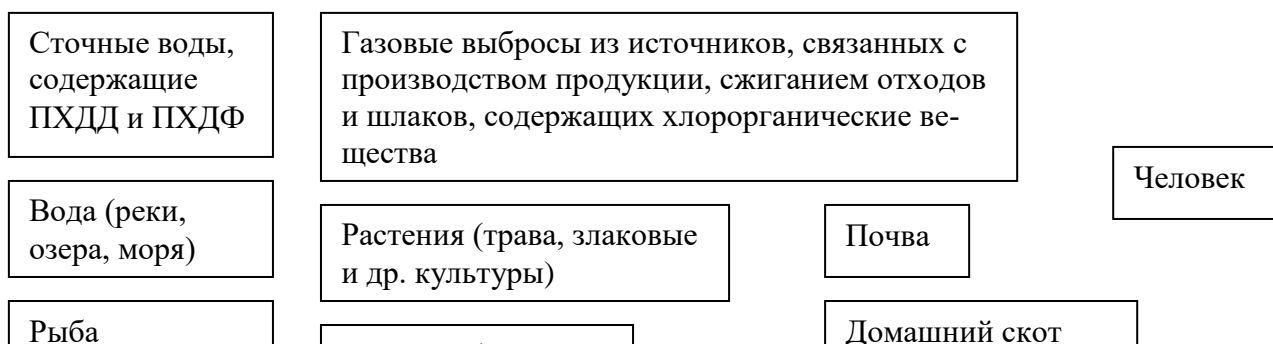 Сточные воды,
содержащие
ПХДД и ПХДФ
Газовые выбросы из источников, связанных с
производством продукции, сжиганием отходов
и шлаков, содержащих хлорорганические ве-
щества
Человек
Вода (реки,
озера, моря)
Растения (трава, злаковые
и др. культуры)
Почва
Рыба
Домашний скот